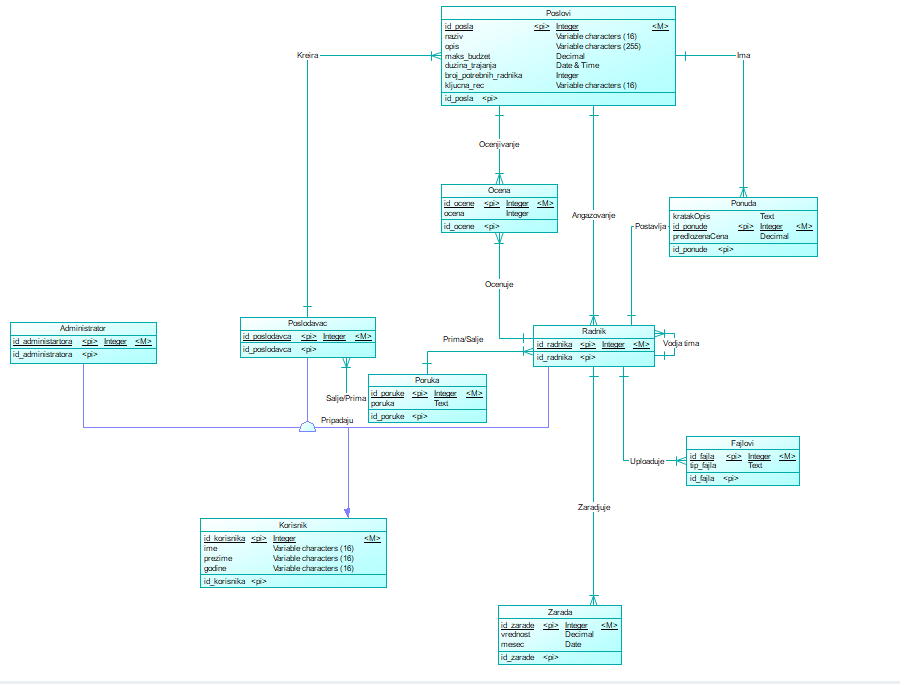 Poslovi
id_posla <pi> Integer <M>
naziv Variable characters (16)
opis Variable characters (255)
maks_budzet Decimal
duzina_trajanja Date & Time
broj_potrebnih_radnika Integer
kljucna_rec Variable characters (16)
id_posla <pi>
Kreira
Ima
Ocenjivanje
Ocena
id_ocene <pi> Integer <M>
ocena Integer
id_ocene <pi>
Angazovanje
Ponuda
kratakOpis Text
id_ponude <pi> Integer <M>
predlozenaCena Decimal
id_ponude <pi>
Postavlja
Ocenuje
Administrator
id_administartora <pi> Integer <M>
id_administratora <pi>
Poslodavac
id_poslodavca <pi> Integer <M>
id_poslodavca <pi>
Prima/Salje
Radnik
id_radnika <pi> Integer <M>
id_radnika <pi>
Vodja tima
Poruka
id_poruke <pi> Integer <M>
poruka Text
id_poruke <pi>
Salje/Prima
Pripadaju
Fajlovi
id_fajla <pi> Integer <M>
tip_fajla Text
id_fajla <pi>
Uploaduje
Zaradjuje
Korisnik
id_korisnika <pi> Integer <M>
ime Variable characters (16)
prezime Variable characters (16)
godine Variable characters (16)
id_korisnika <pi>
Zarada
id_zarade <pi> Integer <M>
vrednost Decimal
mesec Date
id_zarade <pi>